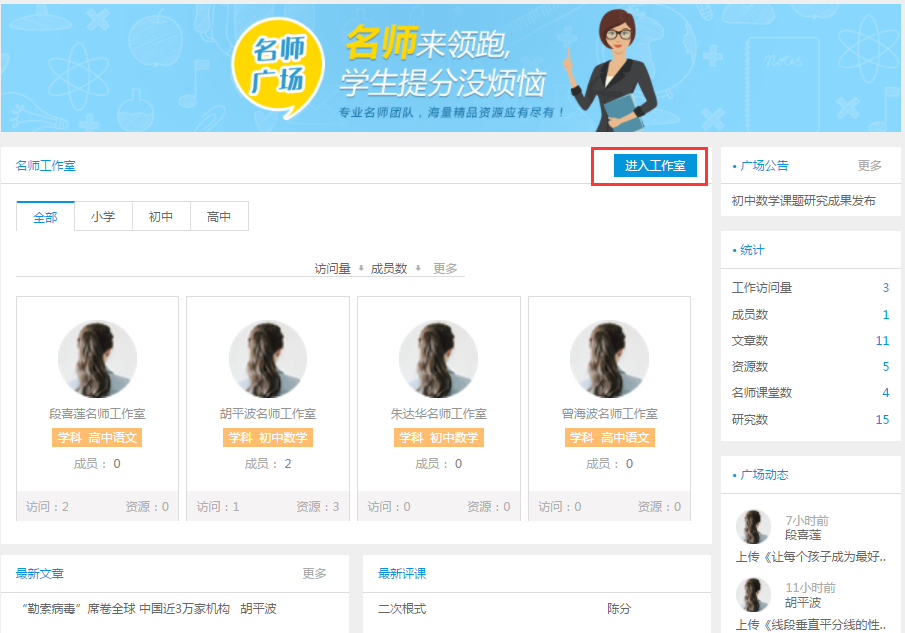 名师
广场
名师来领跑,
学生提分没烦恼
专业名师团队，海量精品资源应有尽有！
Notes
名师工作室
进入工作室
全部 小学 初中 高中
访问量 成员数 更多
段喜莲名师工作室 胡平波名师工作室 朱达华名师工作室 曾海波名师工作室
学科 高中语文 学科 初中数学 学科 初中数学 学科 高中语文
成员： 0 成员： 2 成员： 0 成员： 0
访问：2 资源：0 访问：1 资源：3 访问：0 资源：0 访问：0 资源：0
最新文章 更多
“勒索病毒”席卷全球 中国近3万家机构 胡平波
最新评课
二次根式 陈分
• 广场公告 更多
初中数学课题研究成果发布
• 统计
工作访问量 3
成员数 1
文章数 11
资源数 5
名师课堂数 4
研究数 15
• 广场动态
7小时前
段喜莲
上传《让每个孩子成为最好..
11小时前
胡平波
上传《线段垂直平分线的性..